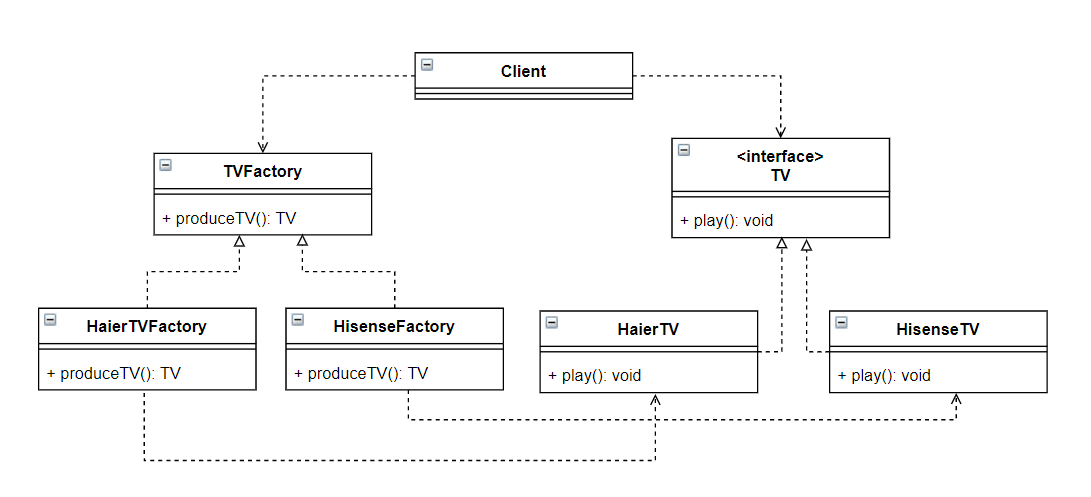 Client
TVFactory
+ produceTV(): TV
<interface>
TV
+ play(): void
HaierTVFactory
+ produceTV(): TV
HisenseFactory
+ produceTV(): TV
HaierTV
+ play(): void
HisenseTV
+ play(): void